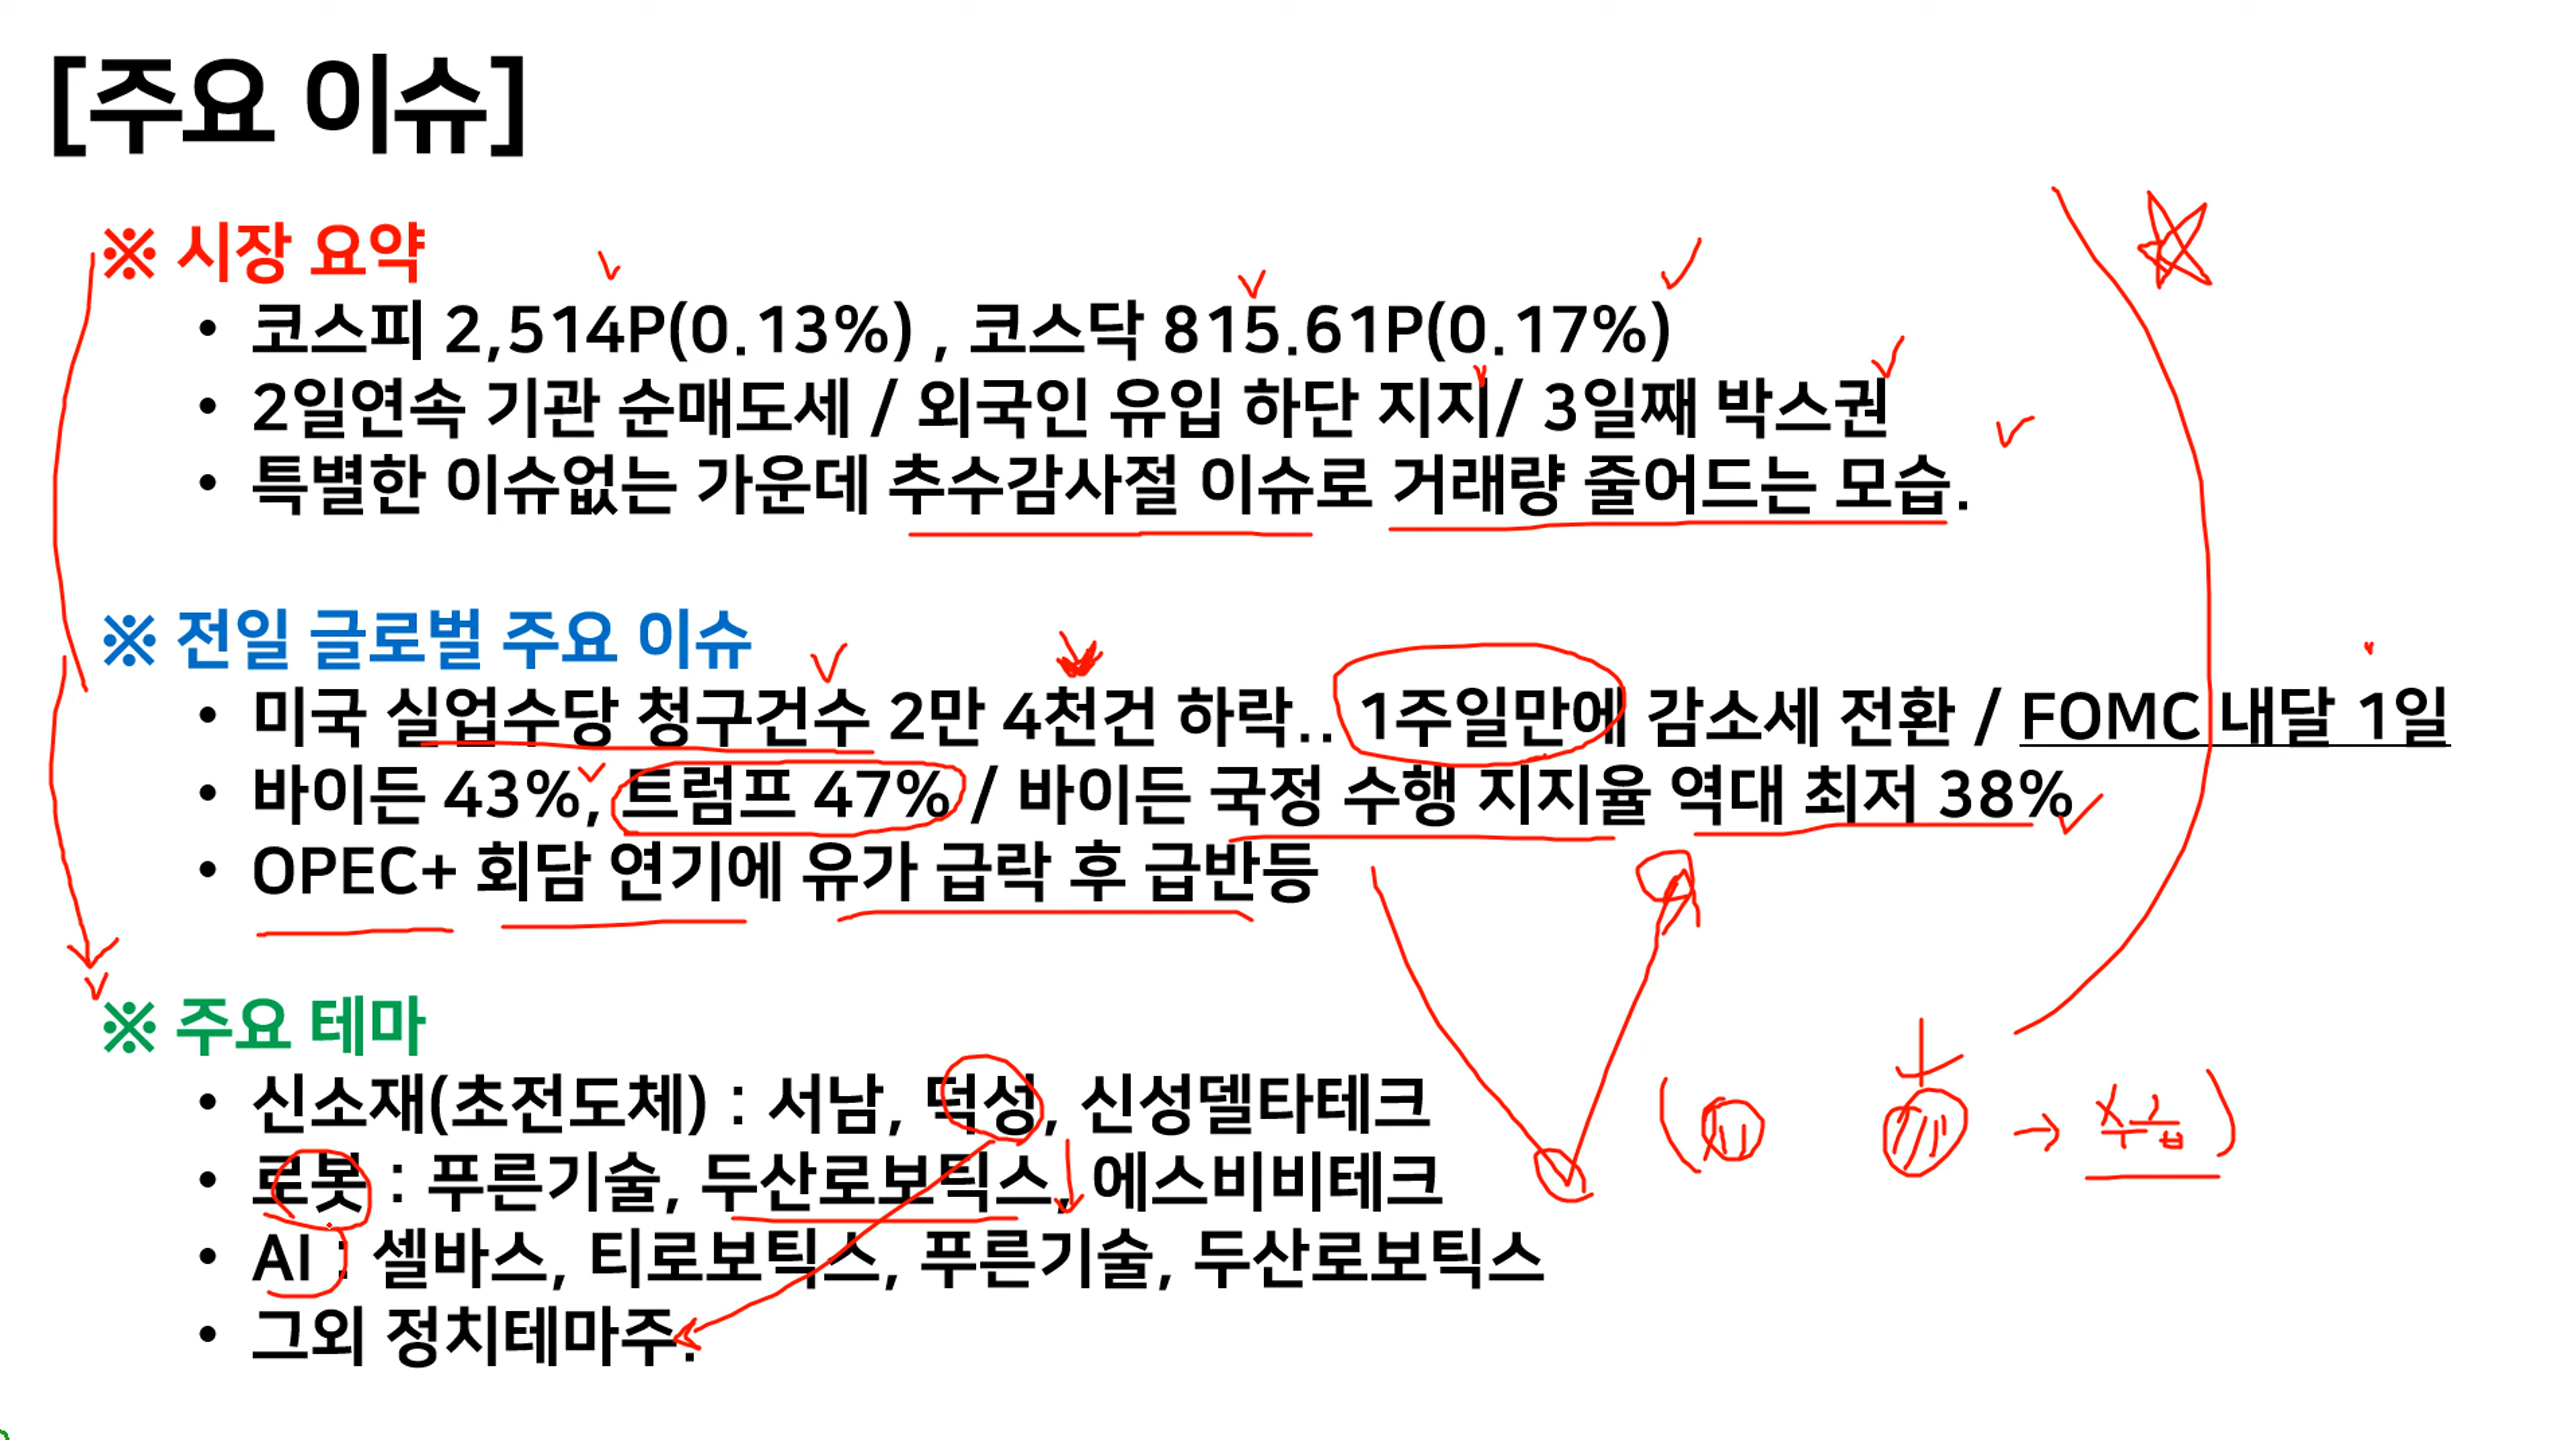 [주요 이슈]
※ 시장 요약
• 코스피 2,514P(0.13%) , 코스닥 815.61P(0.17%)
• 2일연속 기관 순매도세 / 외국인 유입 하단 지지/ 3일째 박스권
• 특별한 이슈없는 가운데 추수감사절 이슈로 거래량 줄어드는 모습.
※ 전일 글로벌 주요 이슈
• 미국 실업수당 청구건수 2만 4천건 하락.. 1주일만에 감소세 전환 / FOMC 내달 1일
• 바이든 43%, 트럼프 47% / 바이든 국정 수행 지지율 역대 최저 38%
• OPEC+ 회담 연기에 유가 급락 후 급반등
※ 주요 테마
• 신소재(초전도체) : 서남, 덕성, 신성델타테크
• 로봇 : 푸른기술, 두산로보틱스, 에스비비테크
• AI : 셀바스, 티로보틱스, 푸른기술, 두산로보틱스
• 그외 정치테마주.